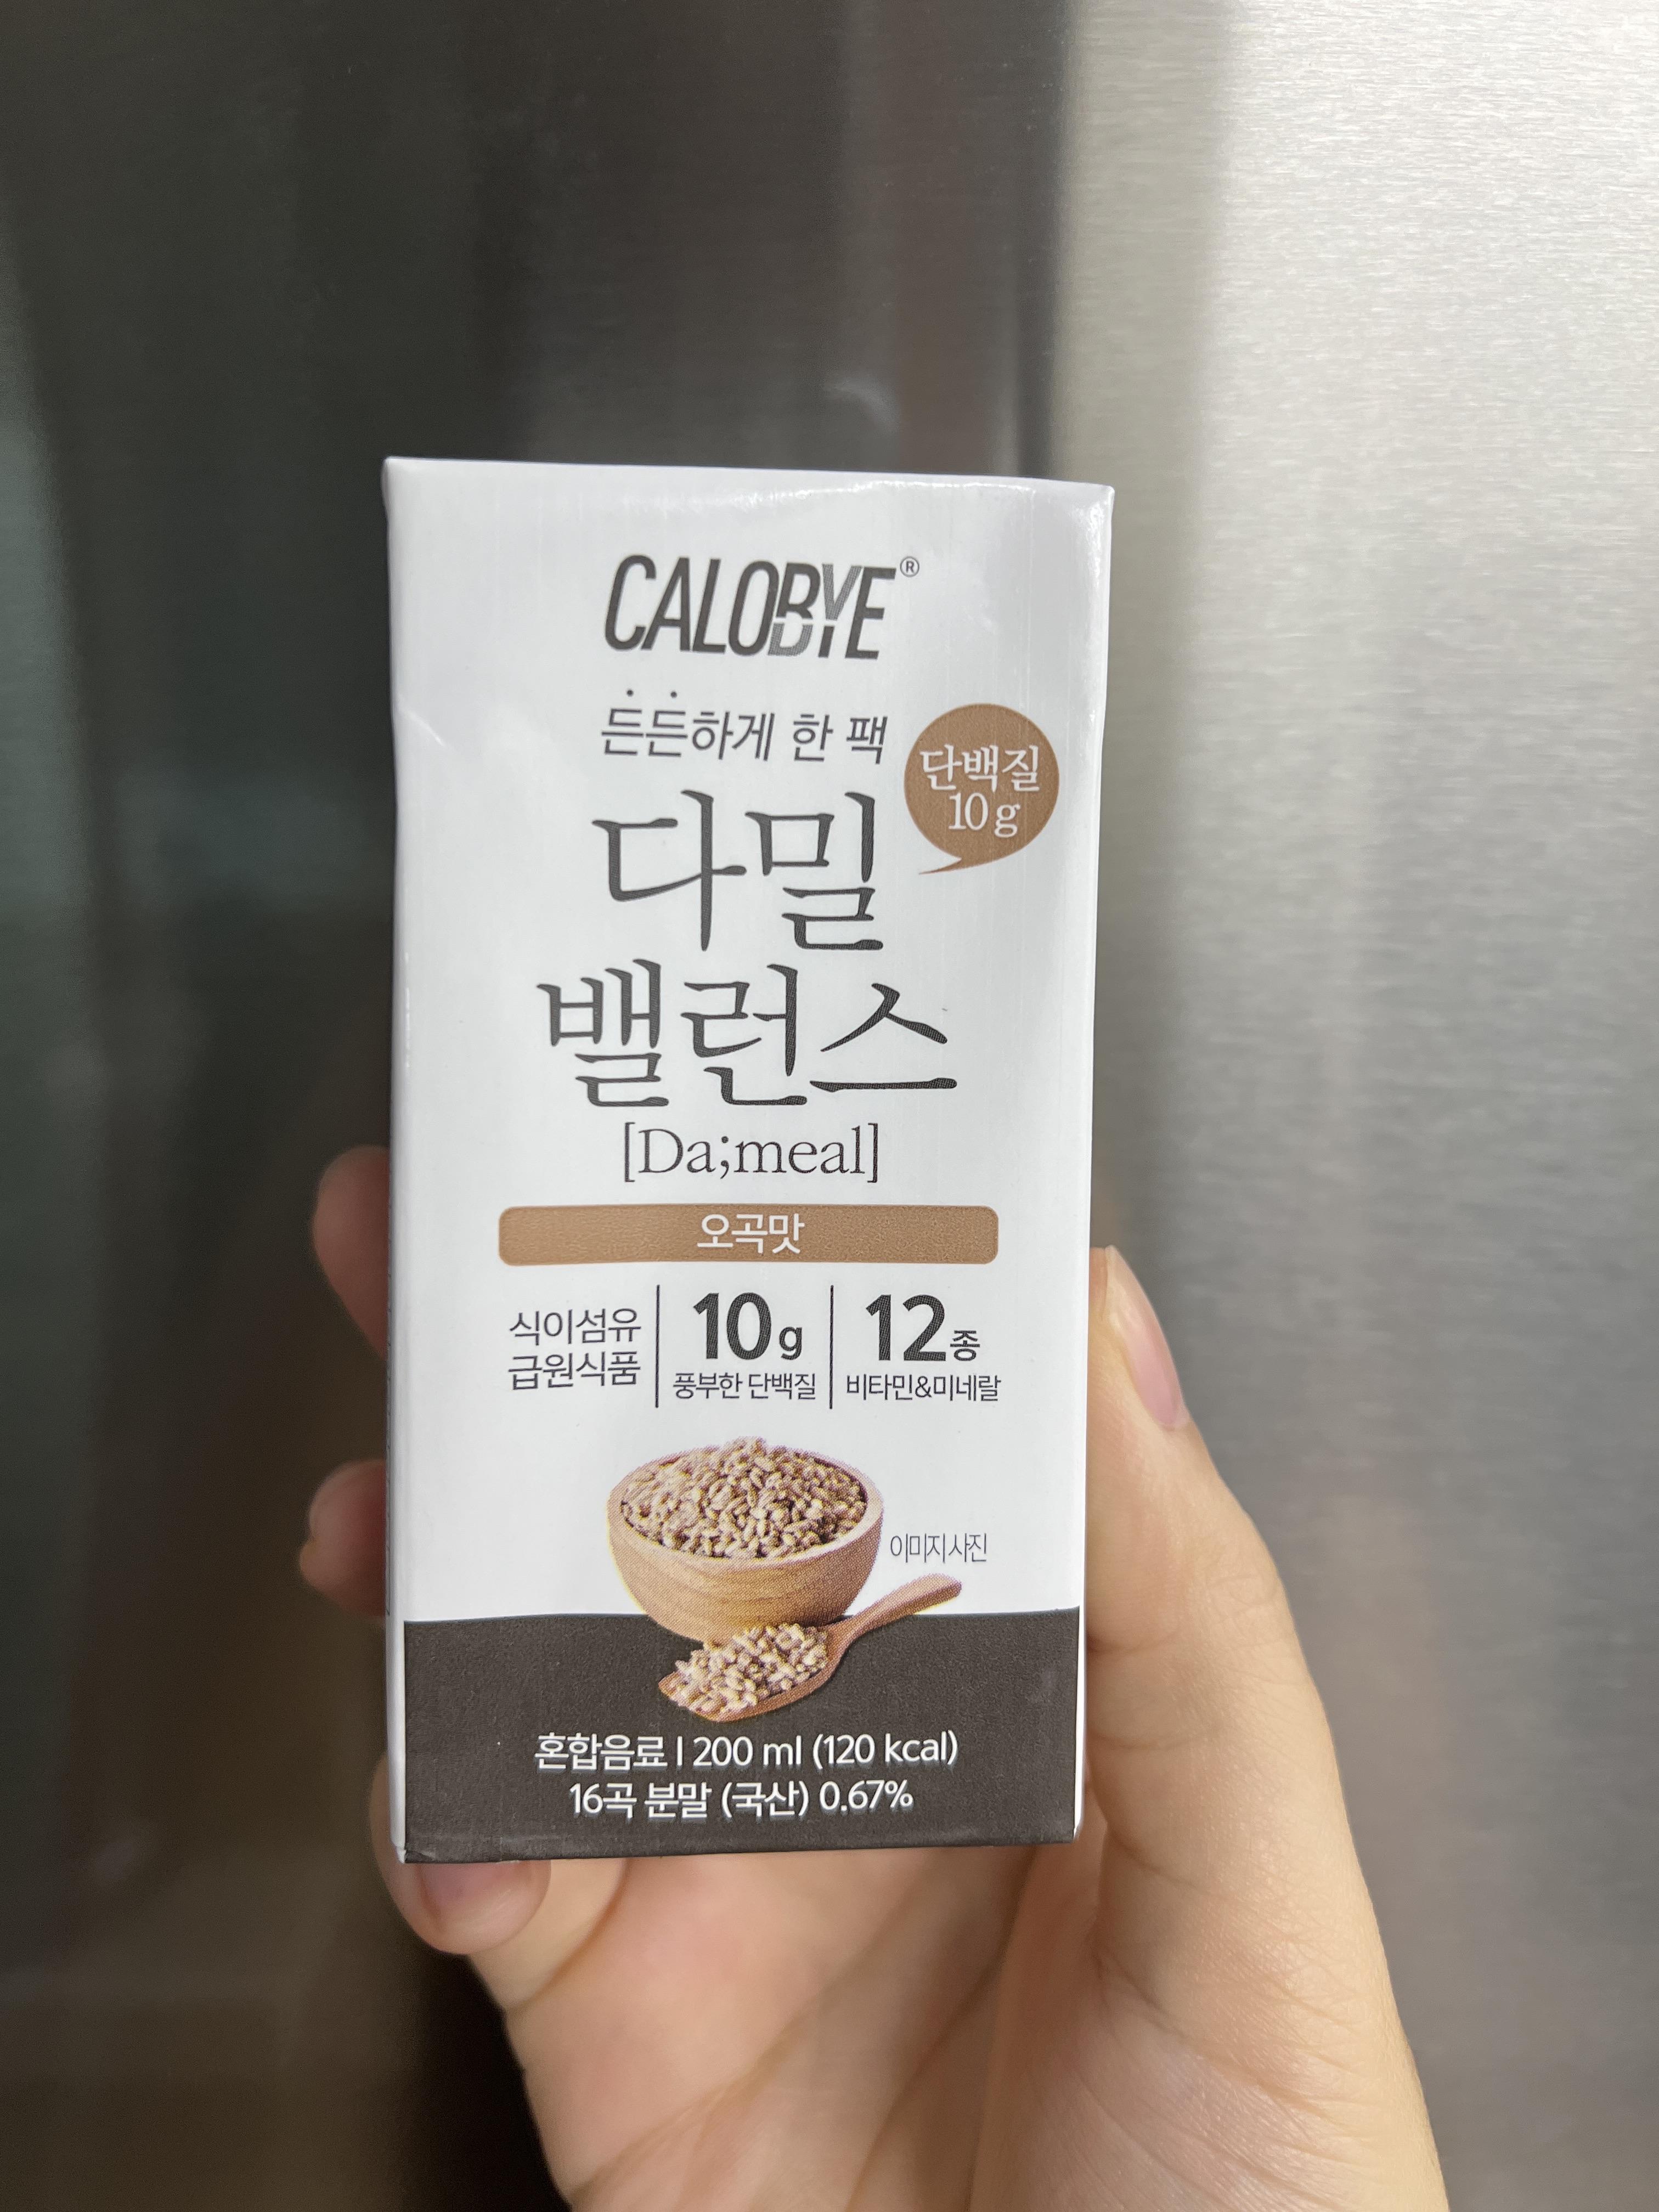 CALOBYE®
든든하게 한 팩
단백질
10g
다밀
밸런스
[Da;meal]
오곡맛
식이섬유
급원식품
10g
풍부한 단백질
12종
비타민&미네랄
이미지 사진
혼합음료 | 200 ml (120 kcal)
16곡 분말 (국산) 0.67%